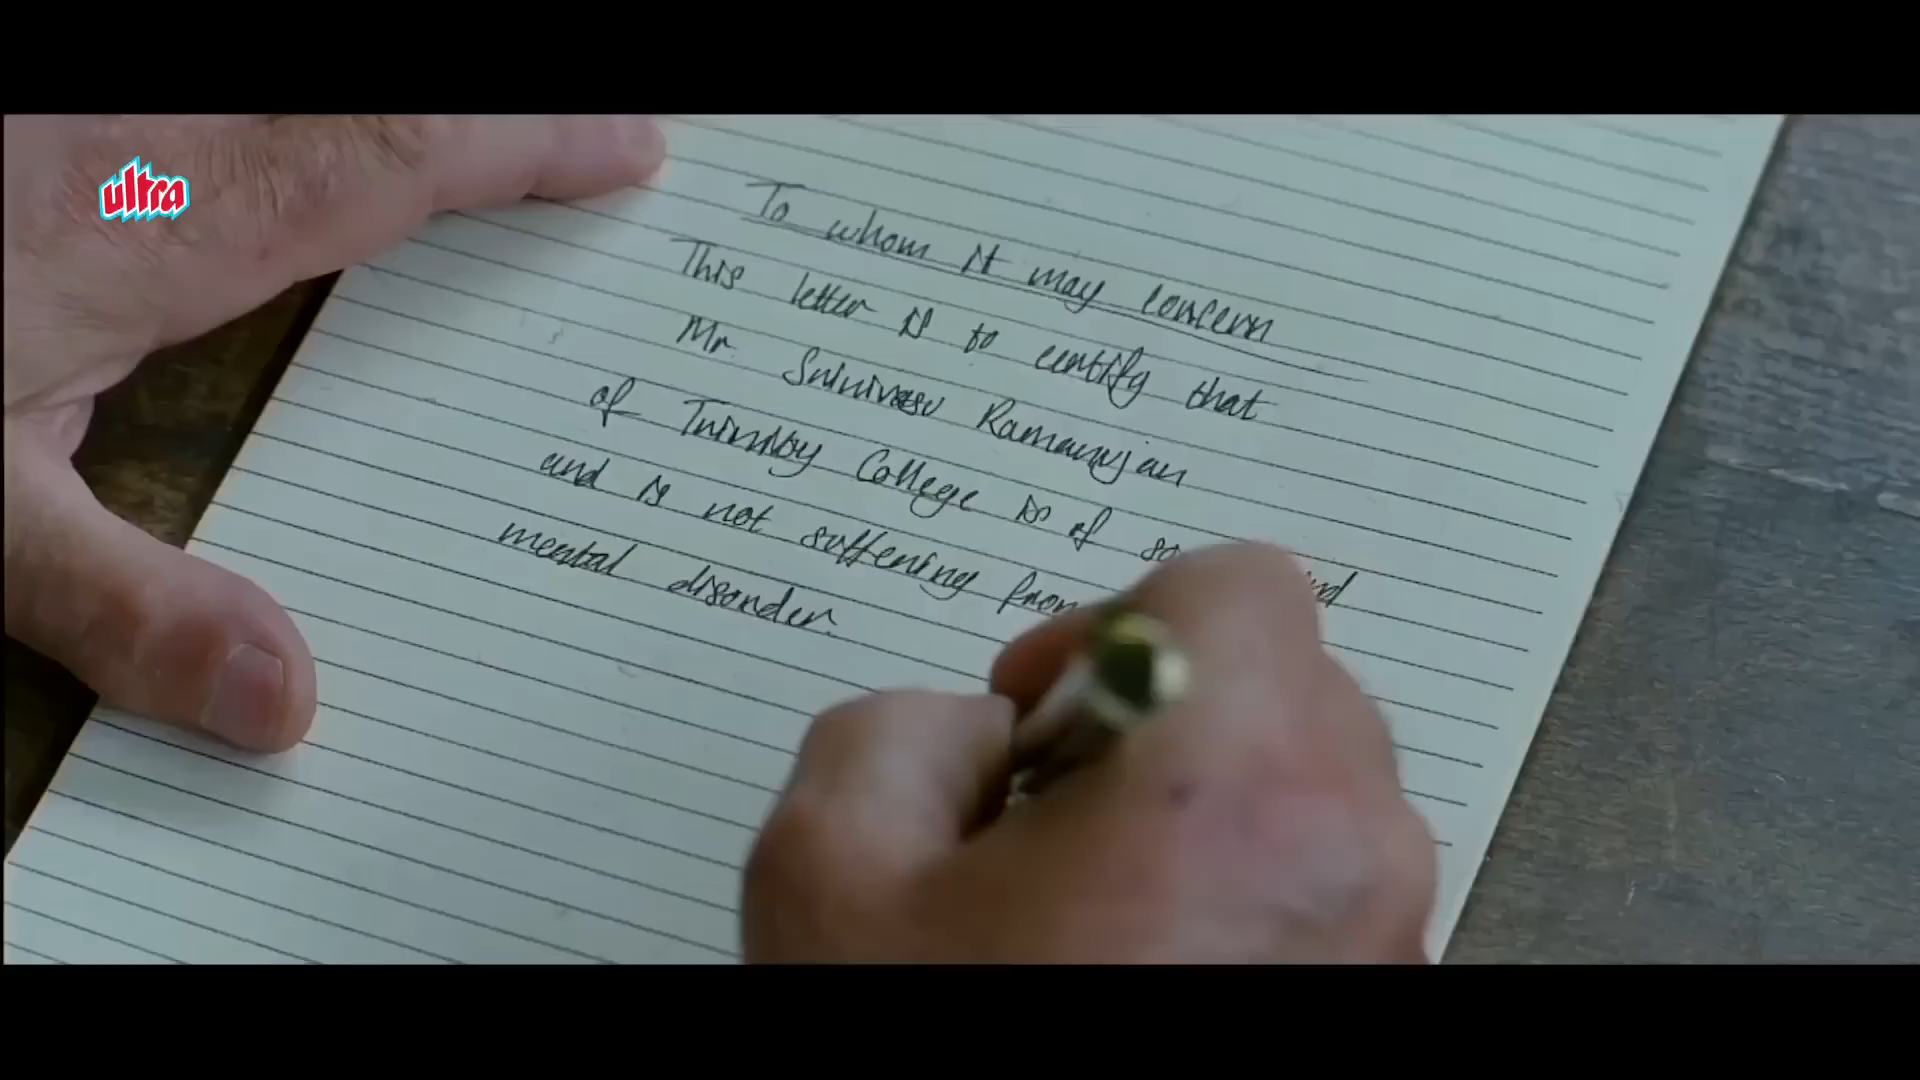 ultra
To whom it may concern
This letter is to certify that
Mr. Srinivasa Ramanujan
of Trinity College is of
and is not suffering from
mental disorder.